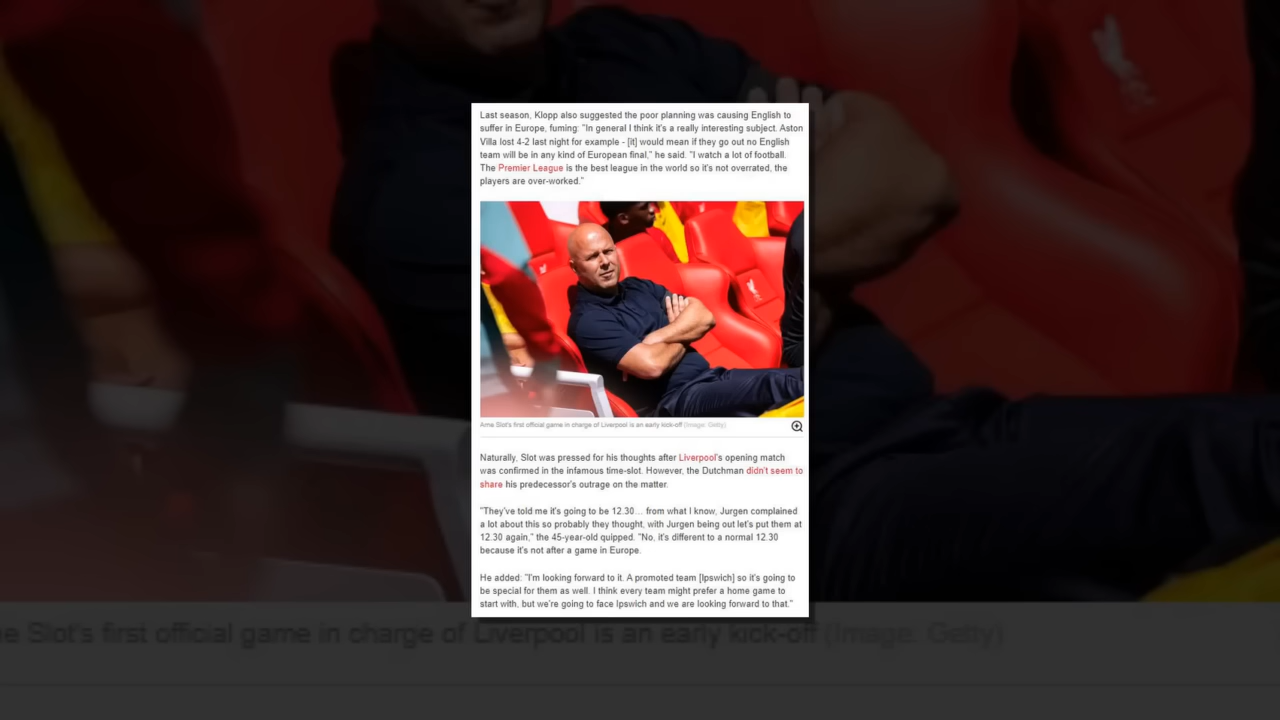 Last season, Klopp also suggested the poor planning was causing English to
suffer in Europe, fuming: "In general I think it's a really interesting subject. Aston
Villa lost 4-2 last night for example - [it] would mean if they go out no English
team will be in any kind of European final," he said. "I watch a lot of football.
The Premier League is the best league in the world so it's not overrated, the
players are over-worked."
Arne Slot's first official game in charge of Liverpool is an early kick-off (Image: Getty)
Naturally, Slot was pressed for his thoughts after Liverpool's opening match
was confirmed in the infamous time-slot. However, the Dutchman didn't seem to
share his predecessor's outrage on the matter.
"They've told me it's going to be 12.30… from what I know, Jurgen complained
a lot about this so probably they thought, with Jurgen being out let's put them at
12.30 again," the 45-year-old quipped. "No, it's different to a normal 12.30
because it's not after a game in Europe.
He added: "I'm looking forward to it. A promoted team [Ipswich] so it's going to
be special for them as well. I think every team might prefer a home game to
start with, but we're going to face Ipswich and we are looking forward to that."
ne Slot's first official game in charge of Liverpool is an early kick-off (Image: Getty)